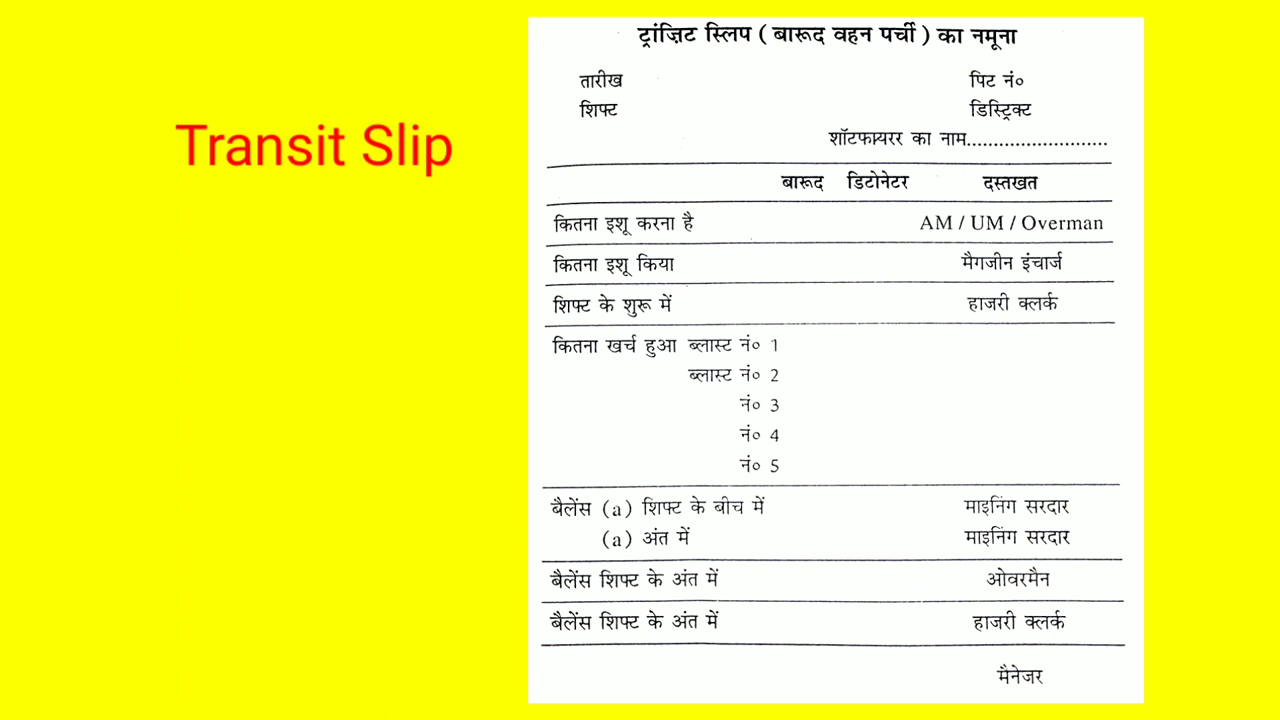 Transit Slip
ट्रांज़िट स्लिप ( बारूद वहन पर्ची ) का नमूना
तारीख पिट नं०
शिफ्ट डिस्ट्रिक्ट
शॉटफायरर का नाम..........................
बारूद डिटोनेटर दस्तखत
कितना इशू करना है AM / UM / Overman
कितना इशू किया मैगजीन इंचार्ज
शिफ्ट के शुरू में हाजरी क्लर्क
कितना खर्च हुआ ब्लास्ट नं० 1
ब्लास्ट नं० 2
नं० 3
नं० 4
नं० 5
बैलेंस (a) शिफ्ट के बीच में माइनिंग सरदार
(a) अंत में माइनिंग सरदार
बैलेंस शिफ्ट के अंत में ओवरमैन
बैलेंस शिफ्ट के अंत में हाजरी क्लर्क
मैनेजर